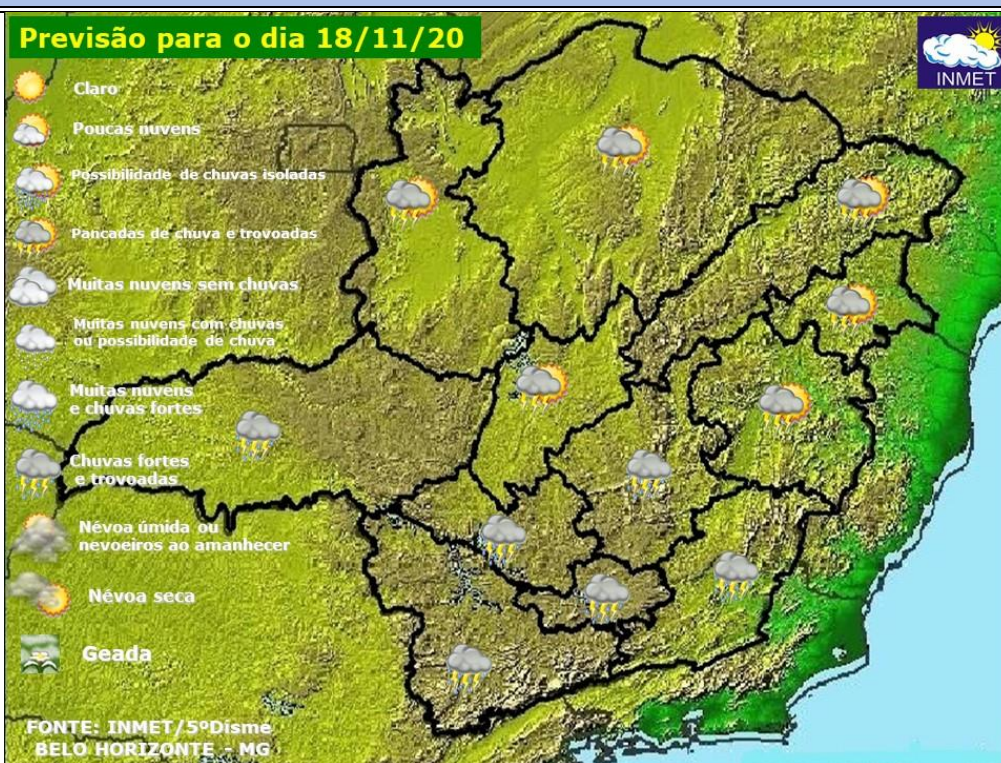 Previsão para o dia 18/11/20
INMET
Claro
Poucas nuvens
Possibilidade de chuvas isoladas
Pancadas de chuva e trovoadas
Muitas nuvens sem chuvas
Muitas nuvens com chuvas
ou possibilidade de chuva
Muitas nuvens
e chuvas fortes
Chuvas fortes
e trovoadas
Névoa úmida ou
nevoeiros ao amanhecer
Névoa seca
Geada
FONTE: INMET/5ºDisme
BELO HORIZONTE - MG